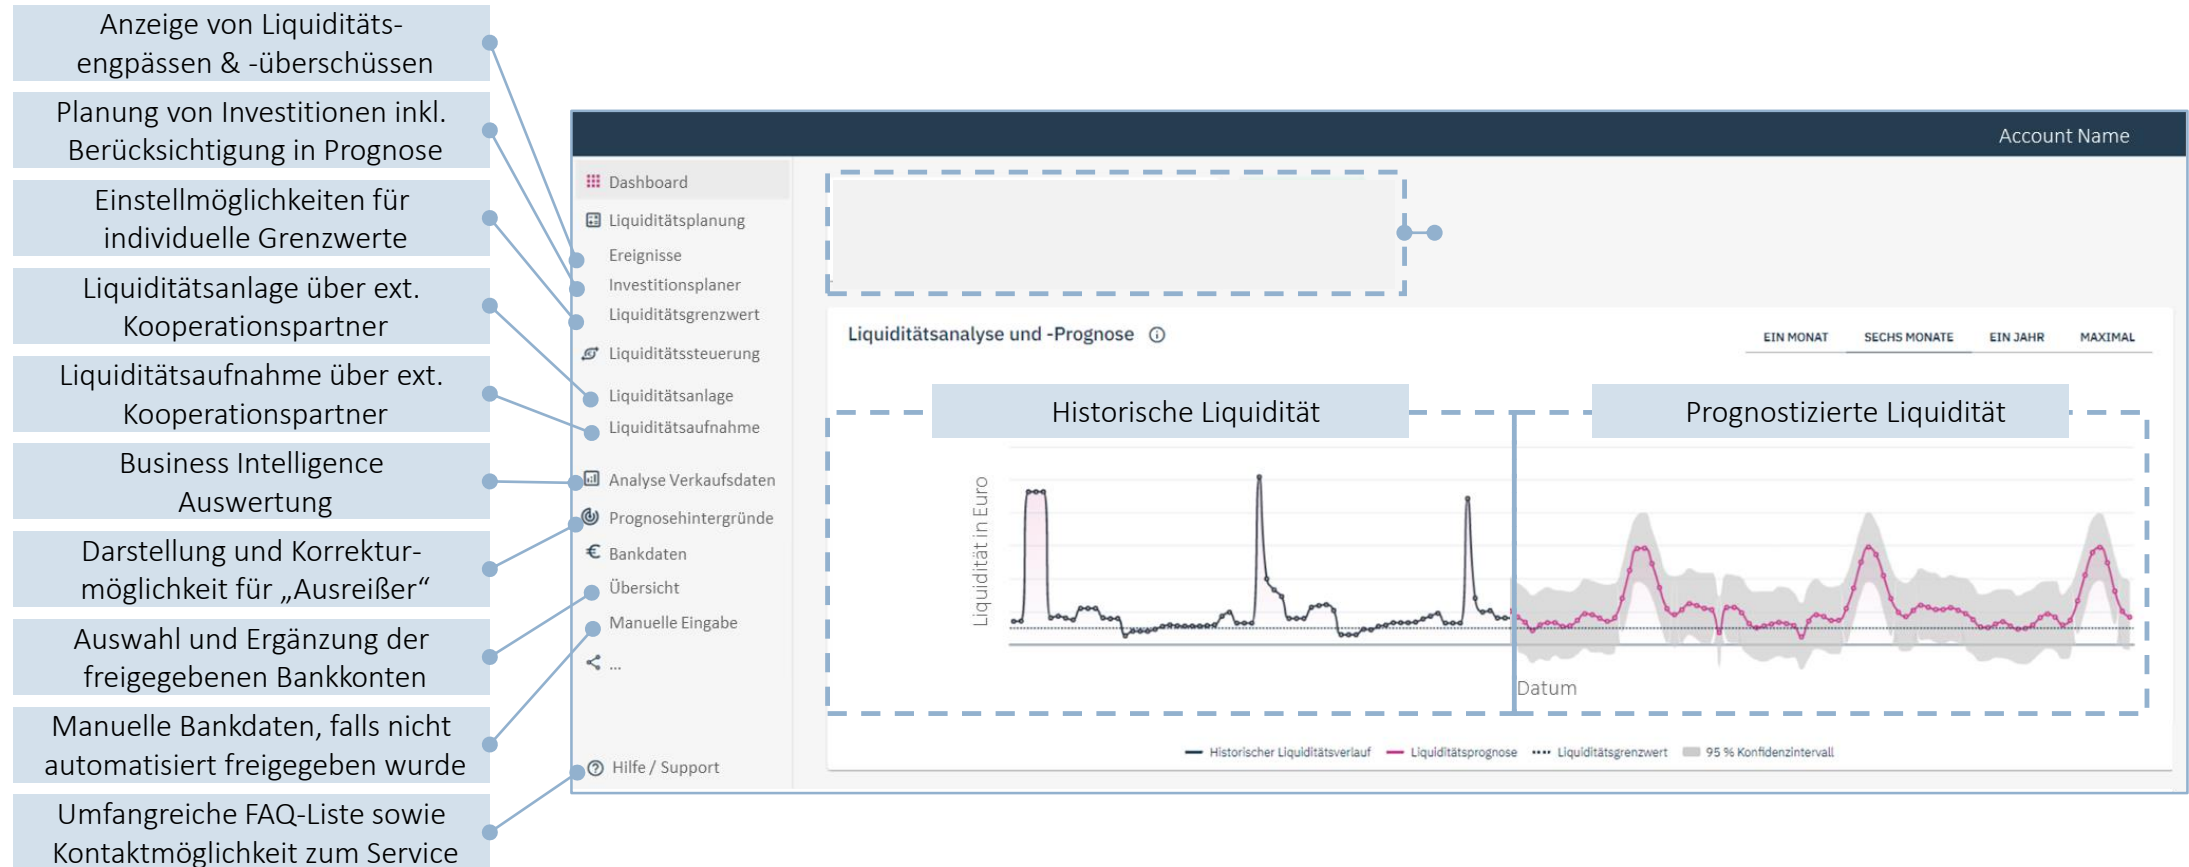 Anzeige von Liquiditäts-
engpässen & -überschüssen
Planung von Investitionen inkl.
Berücksichtigung in Prognose
Einstellmöglichkeiten für
individuelle Grenzwerte
Liquiditätsanlage über ext.
Kooperationspartner
Liquiditätsaufnahme über ext.
Kooperationspartner
Business Intelligence
Auswertung
Darstellung und Korrektur-
möglichkeit für „Ausreißer“
Auswahl und Ergänzung der
freigegebenen Bankkonten
Manuelle Bankdaten, falls nicht
automatisiert freigegeben wurde
Umfangreiche FAQ-Liste sowie
Kontaktmöglichkeit zum Service
Account Name
Dashboard
Liquiditätsplanung
Ereignisse
Investitionsplaner
Liquiditätsgrenzwert
Liquiditätssteuerung
Liquiditätsanlage
Liquiditätsaufnahme
Analyse Verkaufsdaten
Prognosehintergründe
€ Bankdaten
Übersicht
Manuelle Eingabe
...
Hilfe / Support
Liquiditätsanalyse und -Prognose
EIN MONAT SECHS MONATE EIN JAHR MAXIMAL
Historische Liquidität
Prognostizierte Liquidität
Liquidität in Euro
Datum
Historischer Liquiditätsverlauf Liquiditätsprognose Liquiditätsgrenzwert 95 % Konfidenzintervall